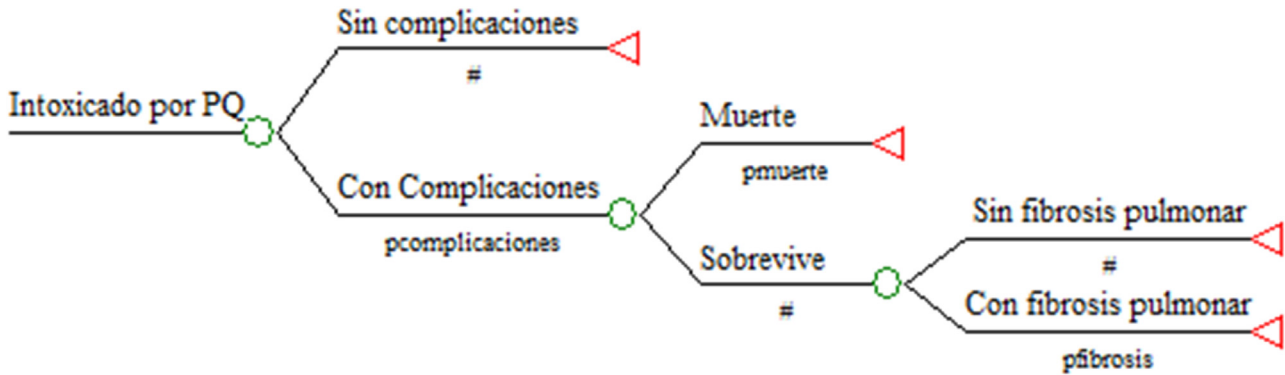 Sin complicaciones
#
Intoxicado por PQ
Muerte
pmuerte
Con Complicaciones
pcomplicaciones
Sin fibrosis pulmonar
#
Sobrevive
#
Con fibrosis pulmonar
pfibrosis